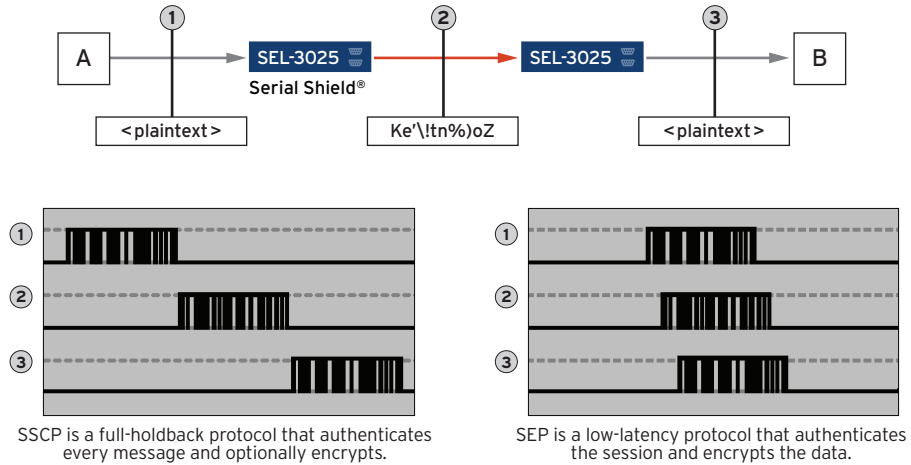 1 2 3
A SEL-3025 SEL-3025 B
Serial Shield®
<plaintext> Ke'\!tn%)oZ <plaintext>
1
2
3
SSCP is a full-holdback protocol that authenticates
every message and optionally encrypts.
1
2
3
SEP is a low-latency protocol that authenticates
the session and encrypts the data.